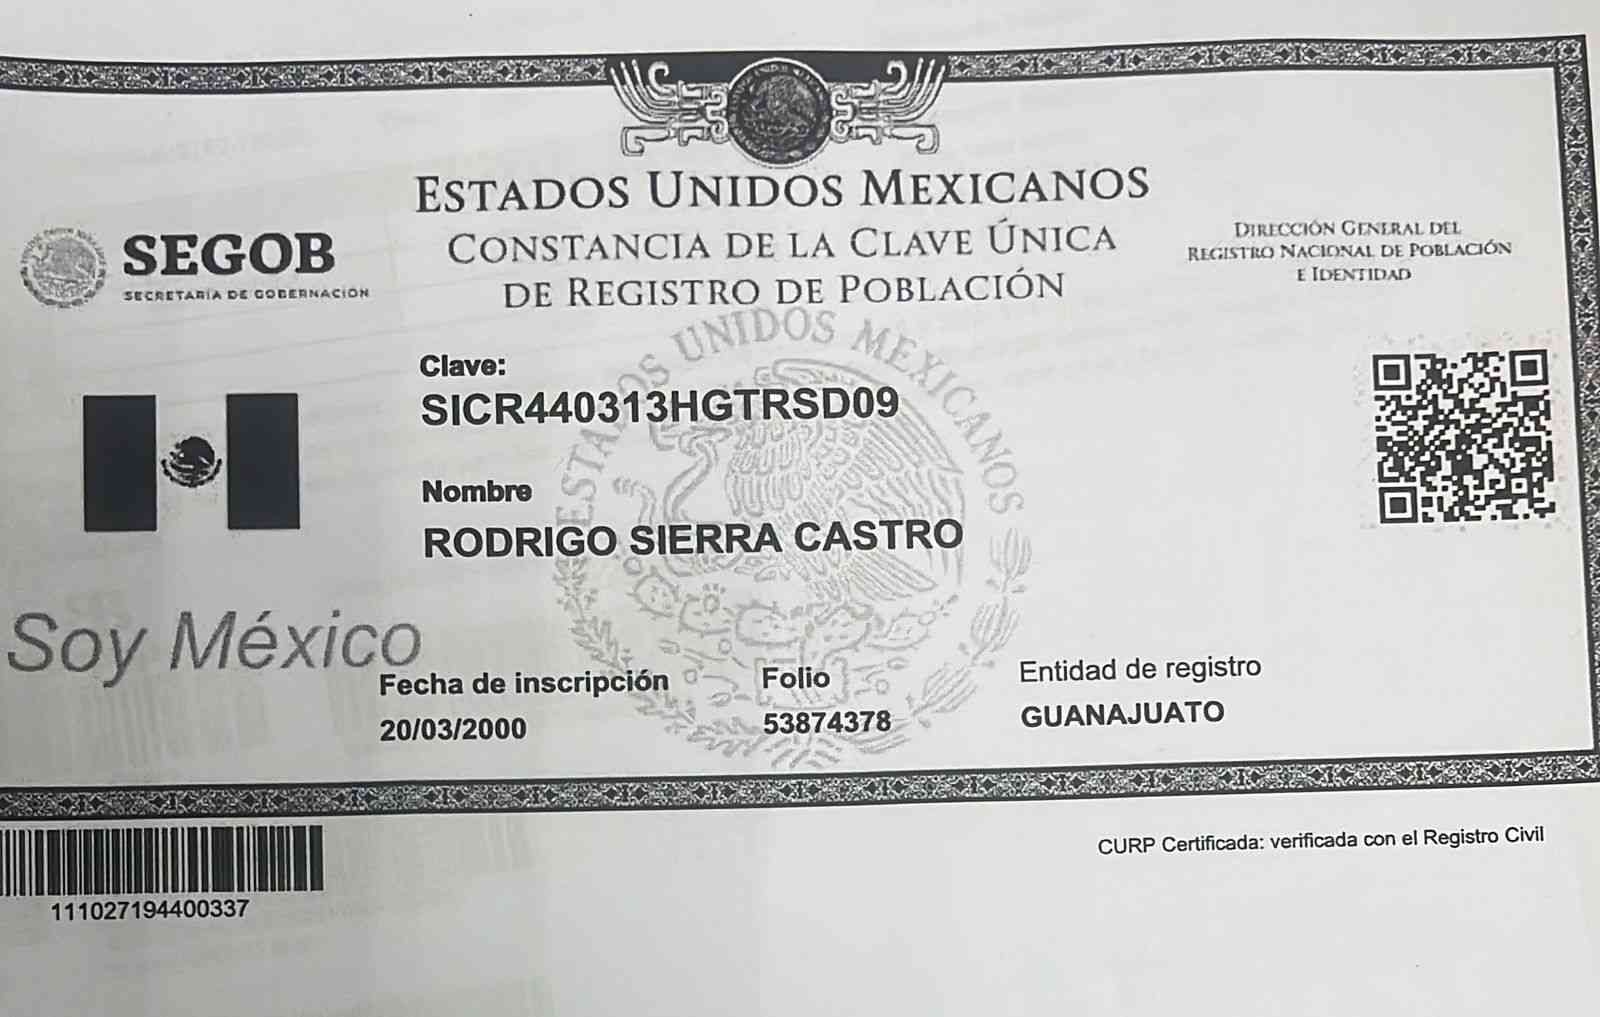 ESTADOS UNIDOS MEXICANOS
CONSTANCIA DE LA CLAVE ÚNICA
DE REGISTRO DE POBLACIÓN
SEGOB
SECRETARÍA DE GOBERNACIÓN
DIRECCIÓN GENERAL DEL
REGISTRO NACIONAL DE POBLACIÓN
E IDENTIDAD
ESTADOS UNIDOS MEXICANOS
Clave:
SICR440313HGTRSD09
Nombre
RODRIGO SIERRA CASTRO
Soy México
Fecha de inscripción
20/03/2000
Folio
53874378
Entidad de registro
GUANAJUATO
111027194400337
CURP Certificada: verificada con el Registro Civil